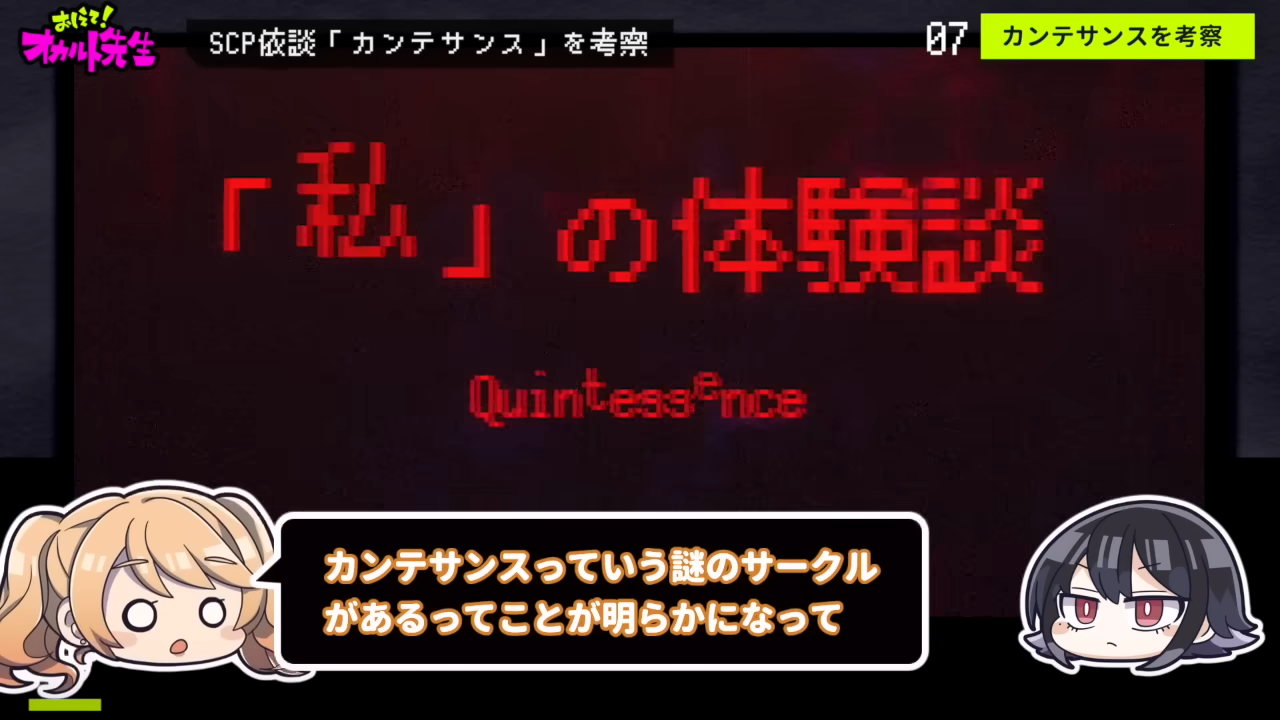 おしえて!
オカルト先生
SCP依談「カンテサンス」を考察
07
カンテサンスを考察
「私」の体験談
Quintessence
カンテサンスっていう謎のサークル
があるってことが明らかになって